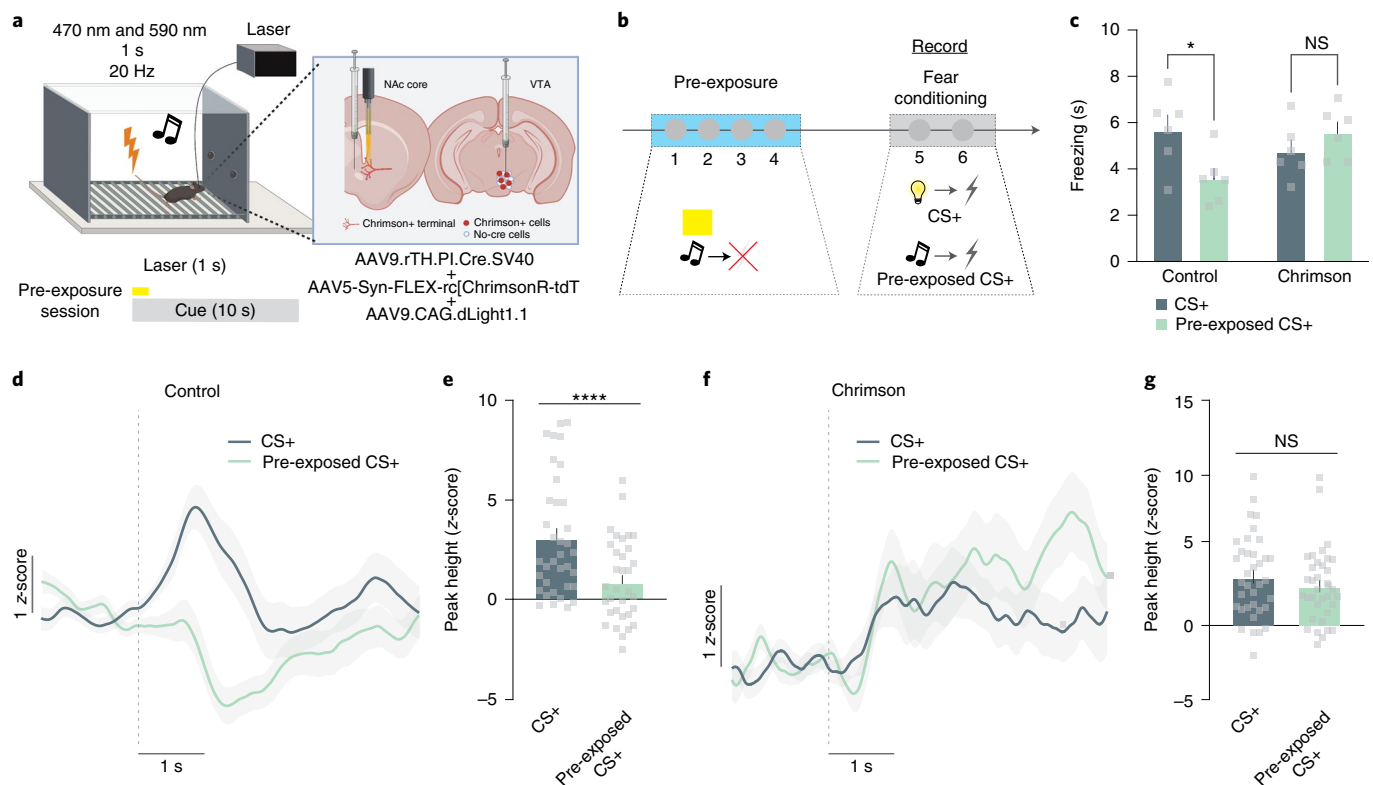 a
470 nm and 590 nm
1 s
20 Hz
Laser
NAc core
VTA
Chrimson+ terminal
Chrimson+ cells
No-cre cells
Laser (1 s)
Pre-exposure
session
Cue (10 s)
AAV9.rTH.PI.Cre.SV40
+
AAV5-Syn-FLEX-rc[ChrimsonR-tdT
+
AAV9.CAG.dLight1.1
b
Pre-exposure
Record
Fear
conditioning
1 2 3 4
5 6
CS+
Pre-exposed CS+
c
Freezing (s)
10
8
6
4
2
0
*
NS
Control
Chrimson
CS+
Pre-exposed CS+
d
Control
CS+
Pre-exposed CS+
1 z-score
1 s
e
Peak height (z-score)
10
5
0
–5
****
CS+
Pre-exposed
CS+
f
Chrimson
CS+
Pre-exposed CS+
1 z-score
1 s
g
Peak height (z-score)
15
10
5
0
–5
NS
CS+
Pre-exposed
CS+